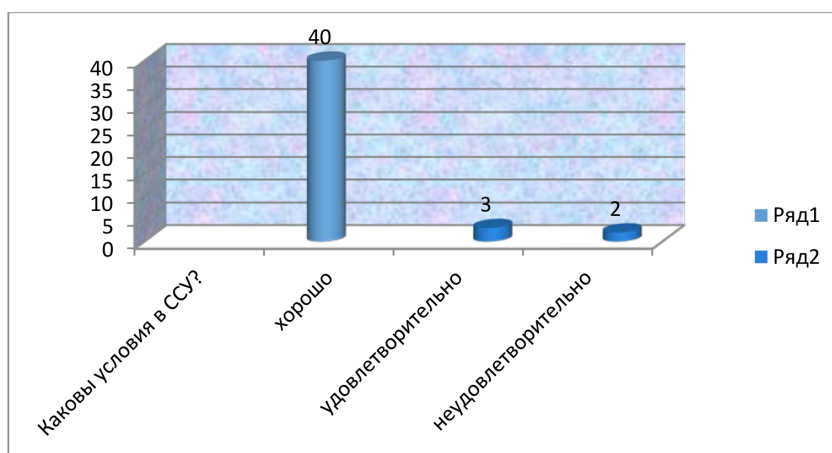 40
40
35
30
25
20
15
10
5
0
3
2
Ряд1
Ряд2
Каковы условия в ССУ?
хорошо
удовлетворительно
неудовлетворительно